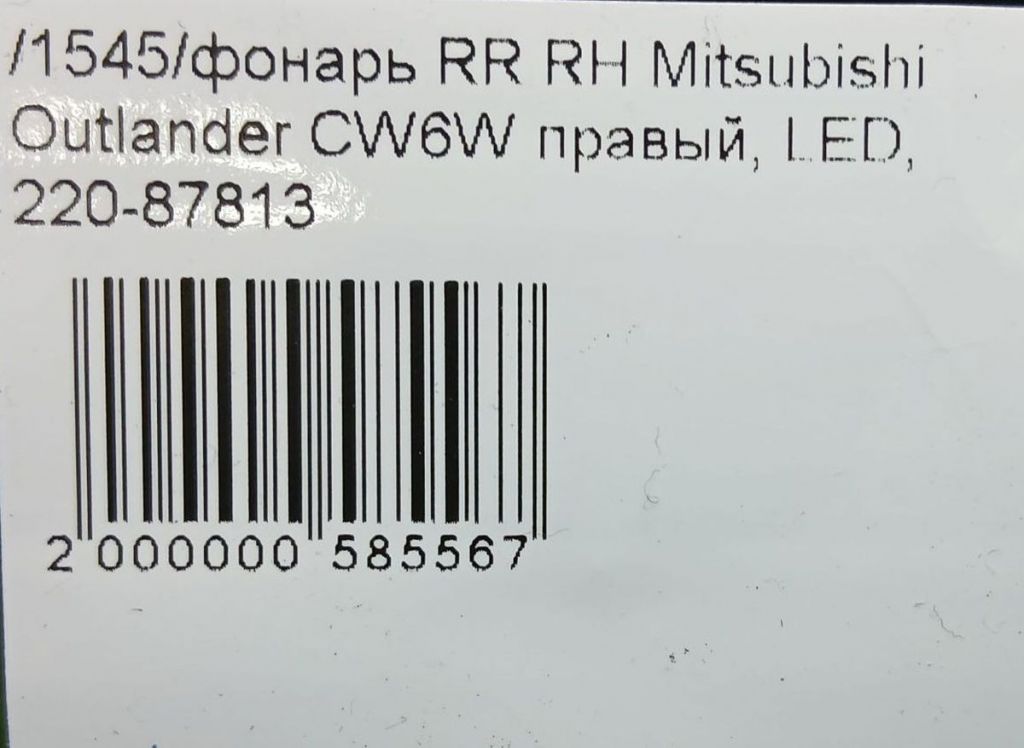 /1545/фонарь RR RH Mitsubishi
Outlander CW6W правый, LED,
220-87813
2 000000 585567